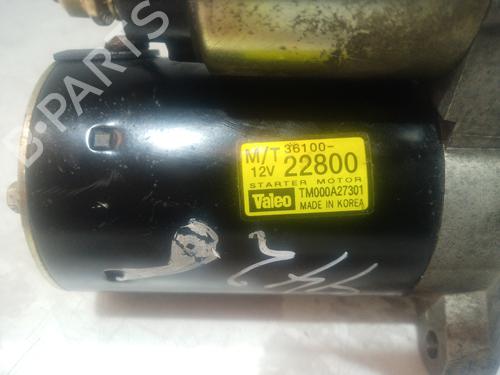 B-PARTS
M/T 36100-
12V 22800
STARTER MOTOR
Valeo TM000A27301
MADE IN KOREA